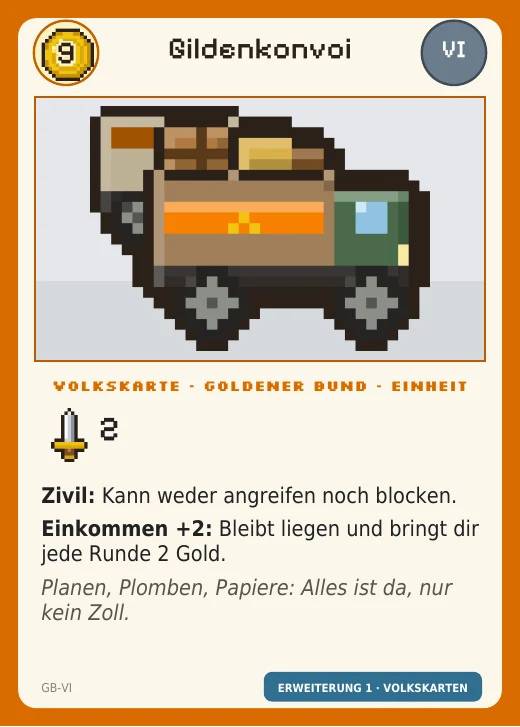 9
Gildenkonvoi
VI
VOLKSKARTE · GOLDENER BUND · EINHEIT
2
Zivil: Kann weder angreifen noch blocken.
Einkommen +2: Bleibt liegen und bringt dir
jede Runde 2 Gold.
Planen, Plomben, Papiere: Alles ist da, nur
kein Zoll.
GB-VI
ERWEITERUNG 1 · VOLKSKARTEN